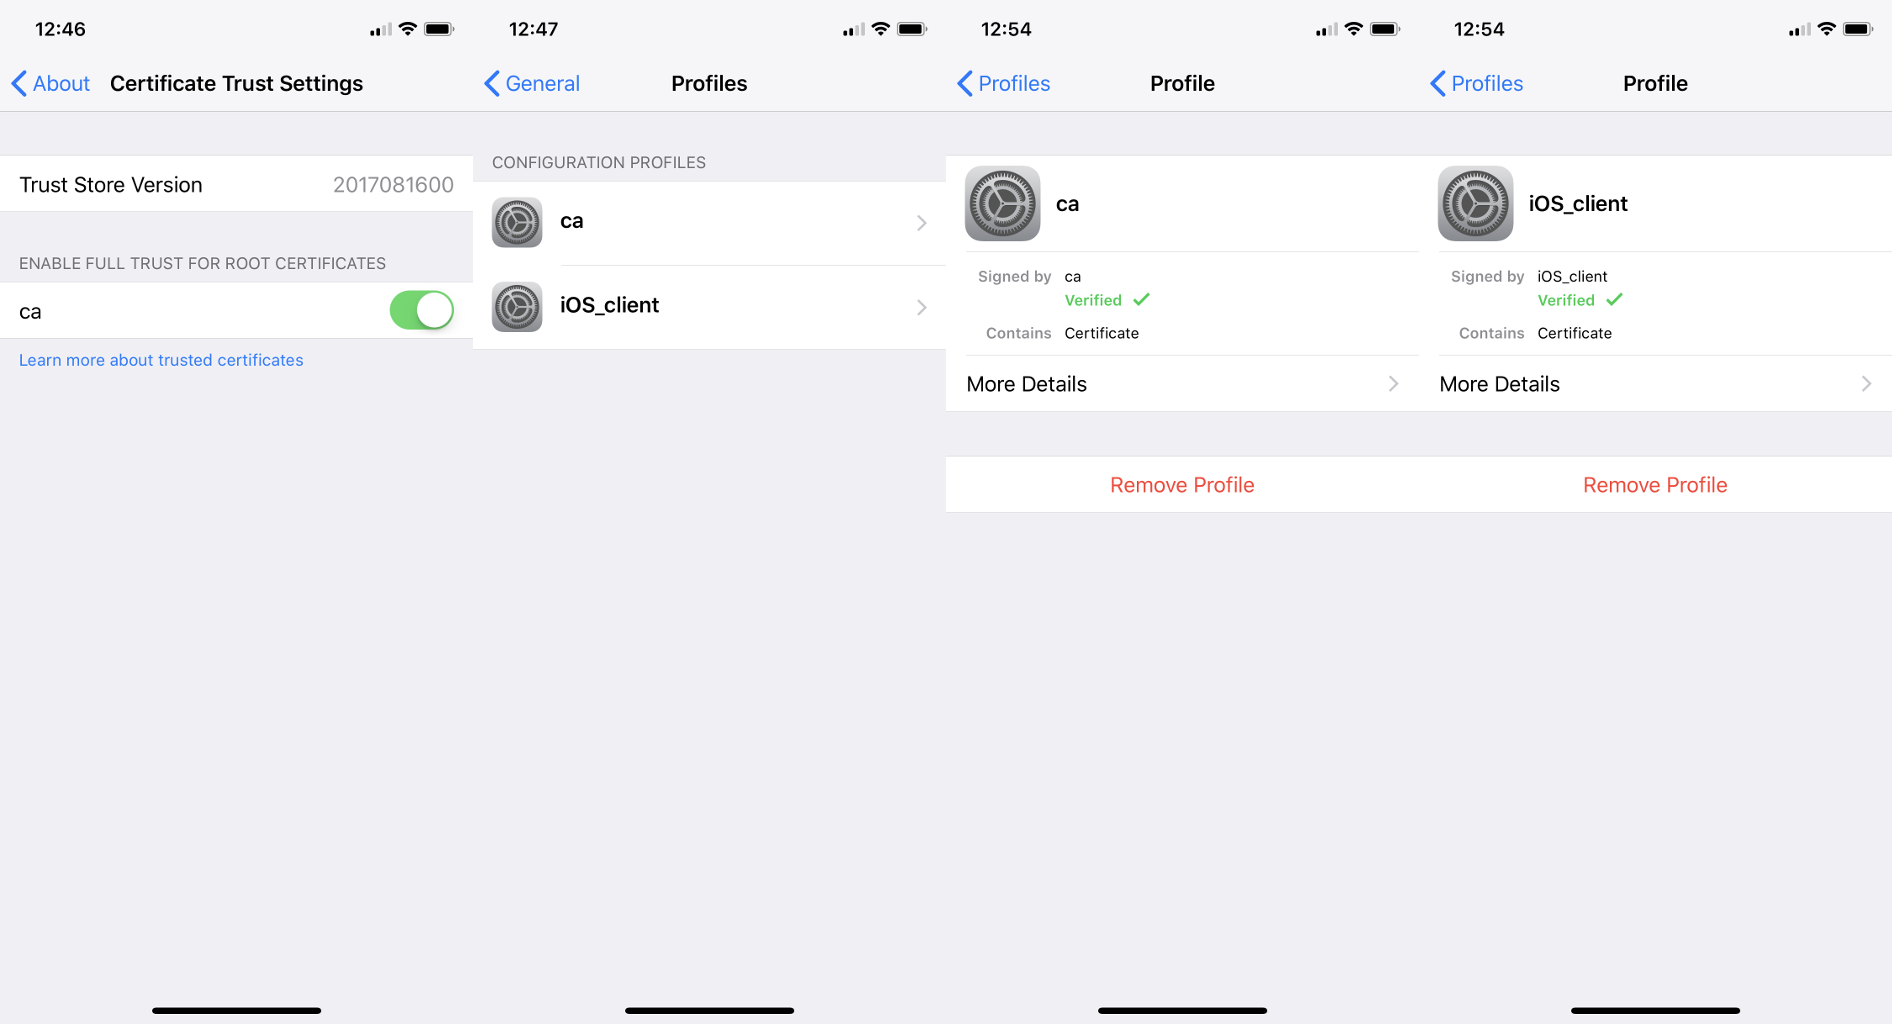 12:46
About
Certificate Trust Settings
Trust Store Version 2017081600
ENABLE FULL TRUST FOR ROOT CERTIFICATES
ca
Learn more about trusted certificates
12:47
General
Profiles
CONFIGURATION PROFILES
ca
iOS_client
12:54
Profiles
Profile
ca
Signed by ca
Verified
Contains Certificate
More Details
Remove Profile
12:54
Profiles
Profile
iOS_client
Signed by iOS_client
Verified
Contains Certificate
More Details
Remove Profile